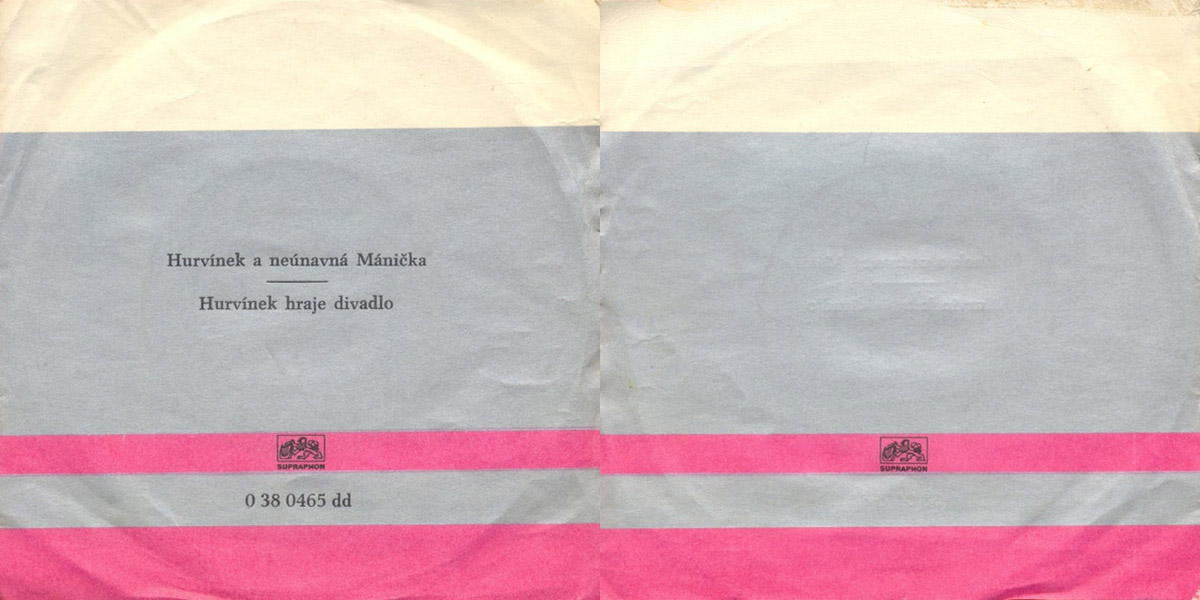 Hurvínek a neúnavná Mánička
Hurvínek hraje divadlo
SUPRAPHON
0 38 0465 dd
SUPRAPHON